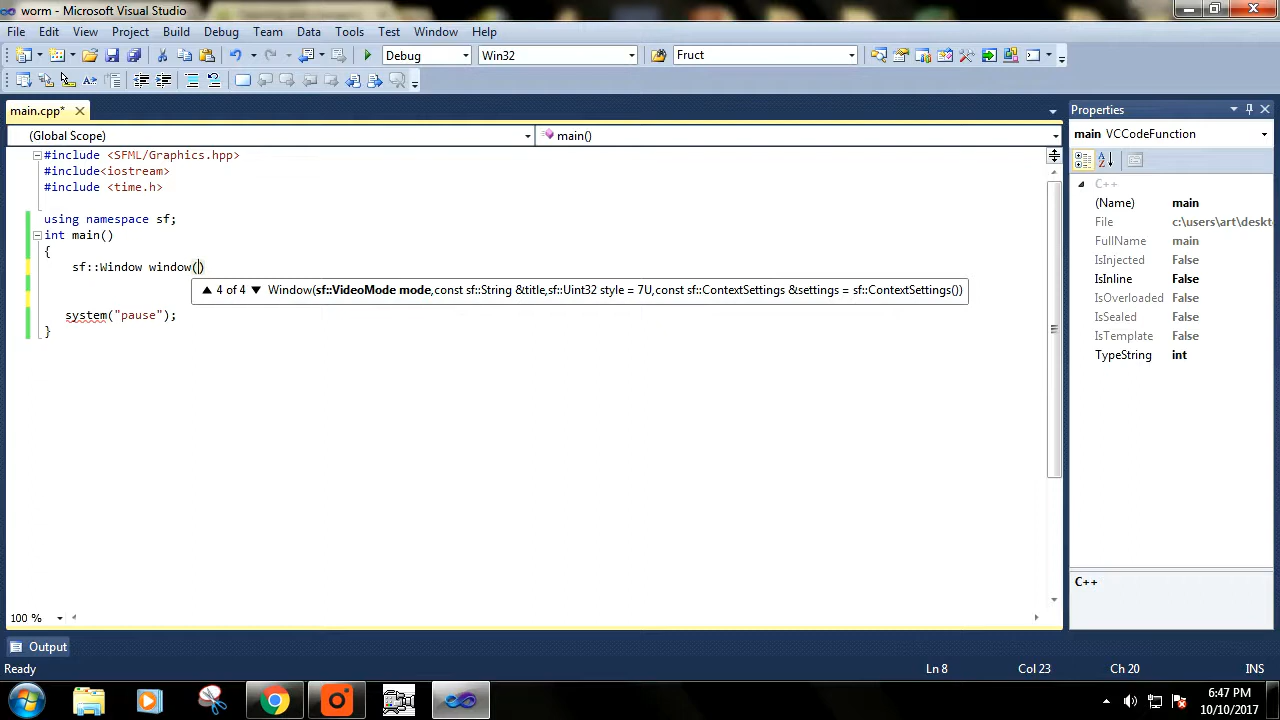 worm - Microsoft Visual Studio
File Edit View Project Build Debug Team Data Tools Test Window Help
Debug Win32 Fruct
main.cpp*
(Global Scope) main()
#include <SFML/Graphics.hpp>
#include<iostream>
#include <time.h>
using namespace sf;
int main()
{
sf::Window window()
4 of 4 Window(sf::VideoMode mode,const sf::String &title,sf::Uint32 style = 7U,const sf::ContextSettings &settings = sf::ContextSettings())
system("pause");
}
100 %
Properties
main VCCodeFunction
C++
(Name) main
File c:\users\art\deskt
FullName main
IsInjected False
IsInline False
IsOverloaded False
IsSealed False
IsTemplate False
TypeString int
C++
Output
Ready Ln 8 Col 23 Ch 20 INS
6:47 PM
10/10/2017